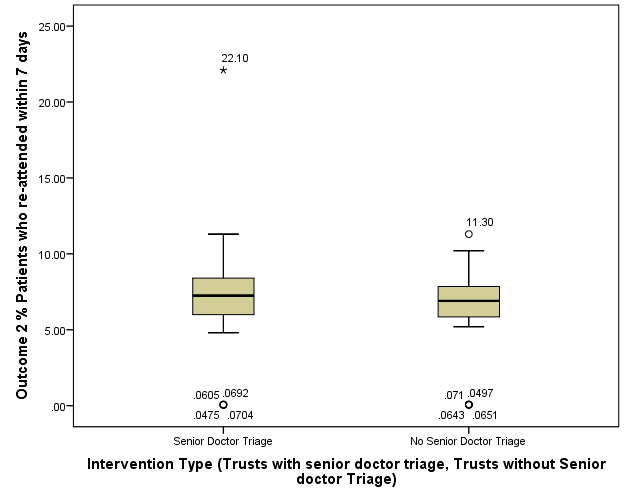 Outcome 2 % Patients who re-attended within 7 days
25.00
20.00
15.00
10.00
5.00
.00
22.10
11.30
.0605 .0692
.0475 .0704
.071 .0497
.0643 .0651
Senior Doctor Triage
No Senior Doctor Triage
Intervention Type (Trusts with senior doctor triage, Trusts without Senior
doctor Triage)